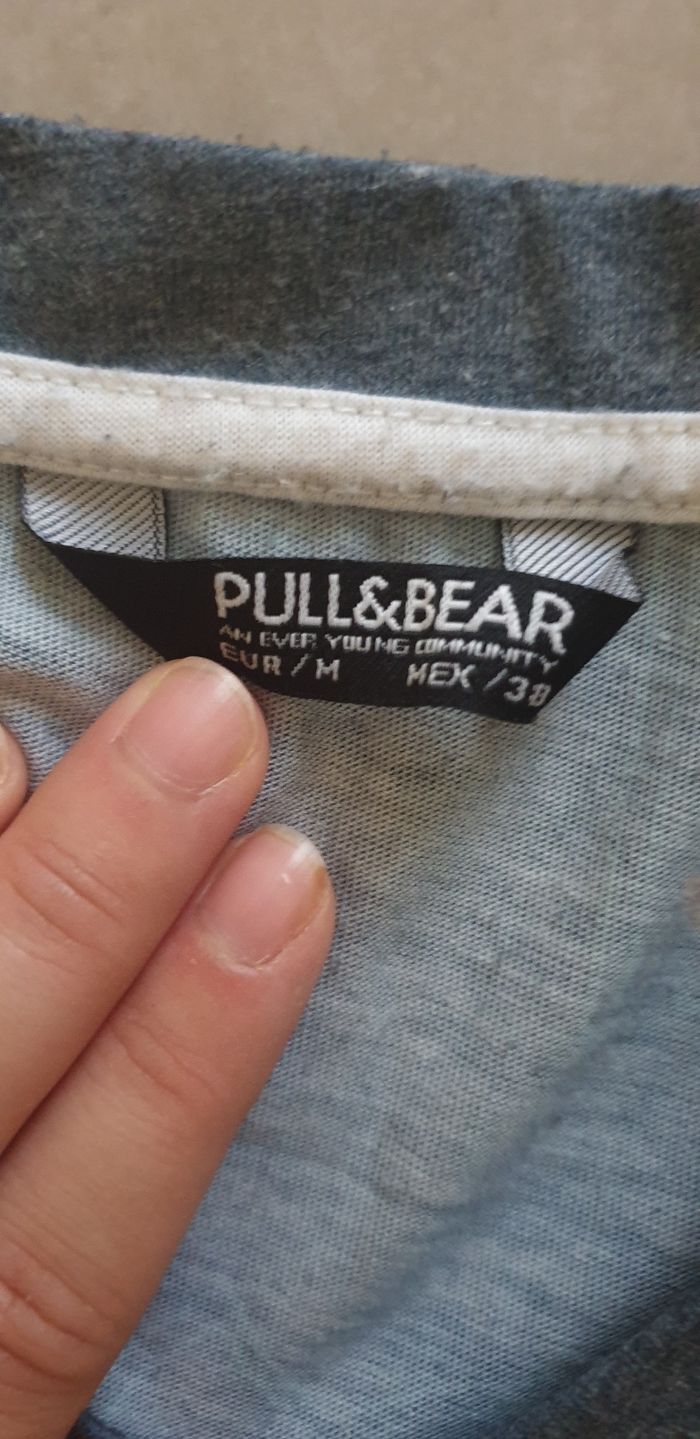 PULL&BEAR
AN EVER YOUNG COMMUNITY
EUR / M MEX / 38